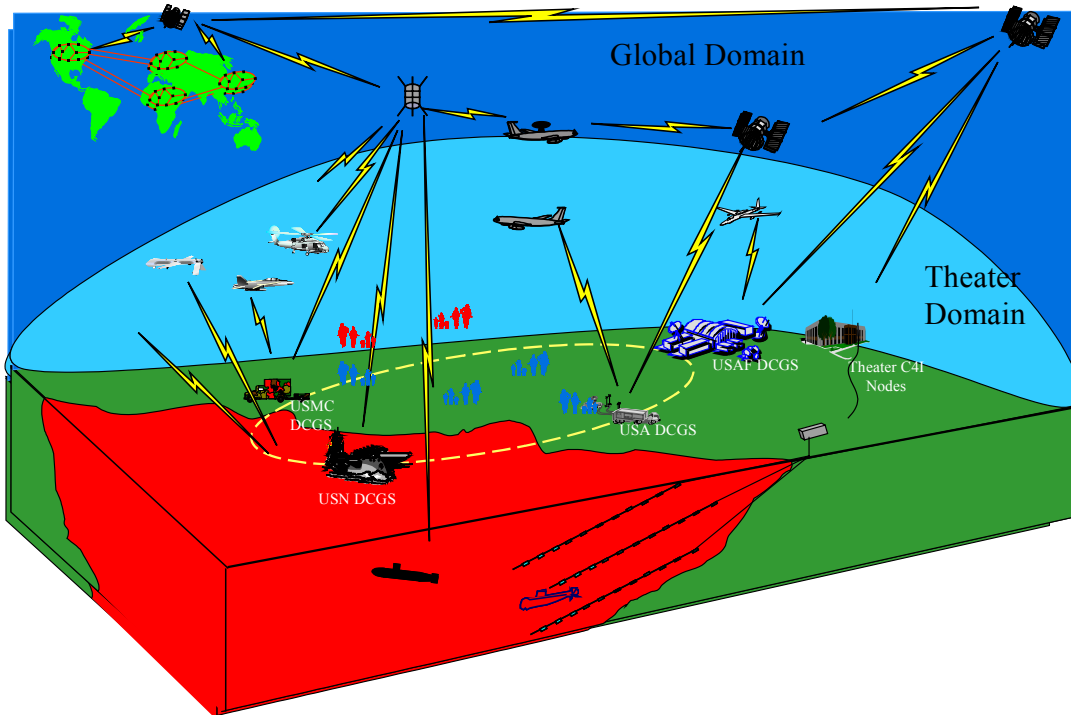 Global Domain
Theater
Domain
USAF DCGS
Theater C4I
Nodes
USMC
DCGS
USA DCGS
USN DCGS